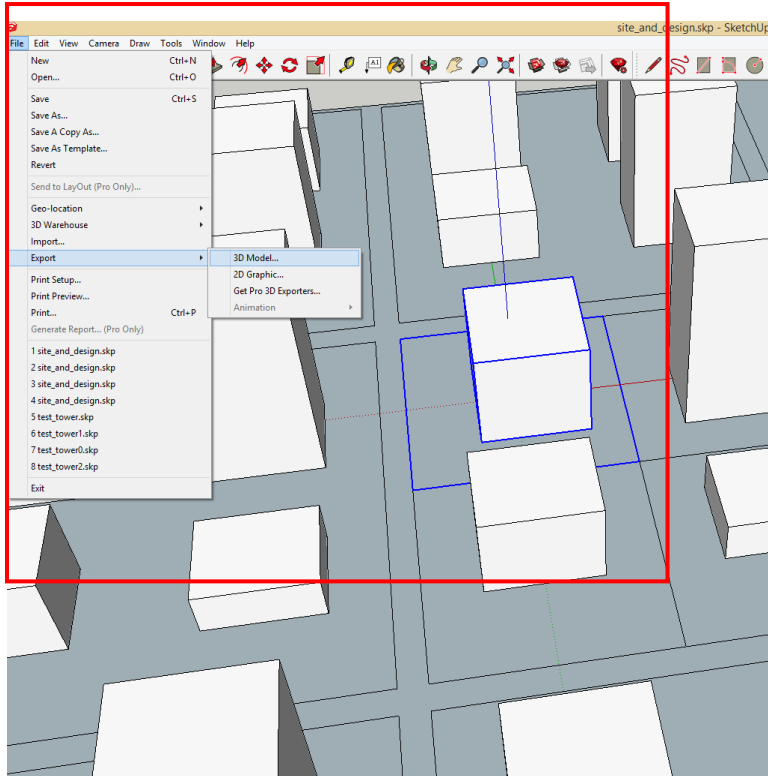 site_and_design.skp - SketchUp
File Edit View Camera Draw Tools Window Help
New Ctrl+N
Open... Ctrl+O
Save Ctrl+S
Save As...
Save A Copy As...
Save As Template...
Revert
Send to LayOut (Pro Only)...
Geo-location
3D Warehouse
Import...
Export
3D Model...
2D Graphic...
Get Pro 3D Exporters...
Animation
Print Setup...
Print Preview...
Print... Ctrl+P
Generate Report... (Pro Only)
1 site_and_design.skp
2 site_and_design.skp
3 site_and_design.skp
4 site_and_design.skp
5 test_tower.skp
6 test_tower1.skp
7 test_tower0.skp
8 test_tower2.skp
Exit
A1